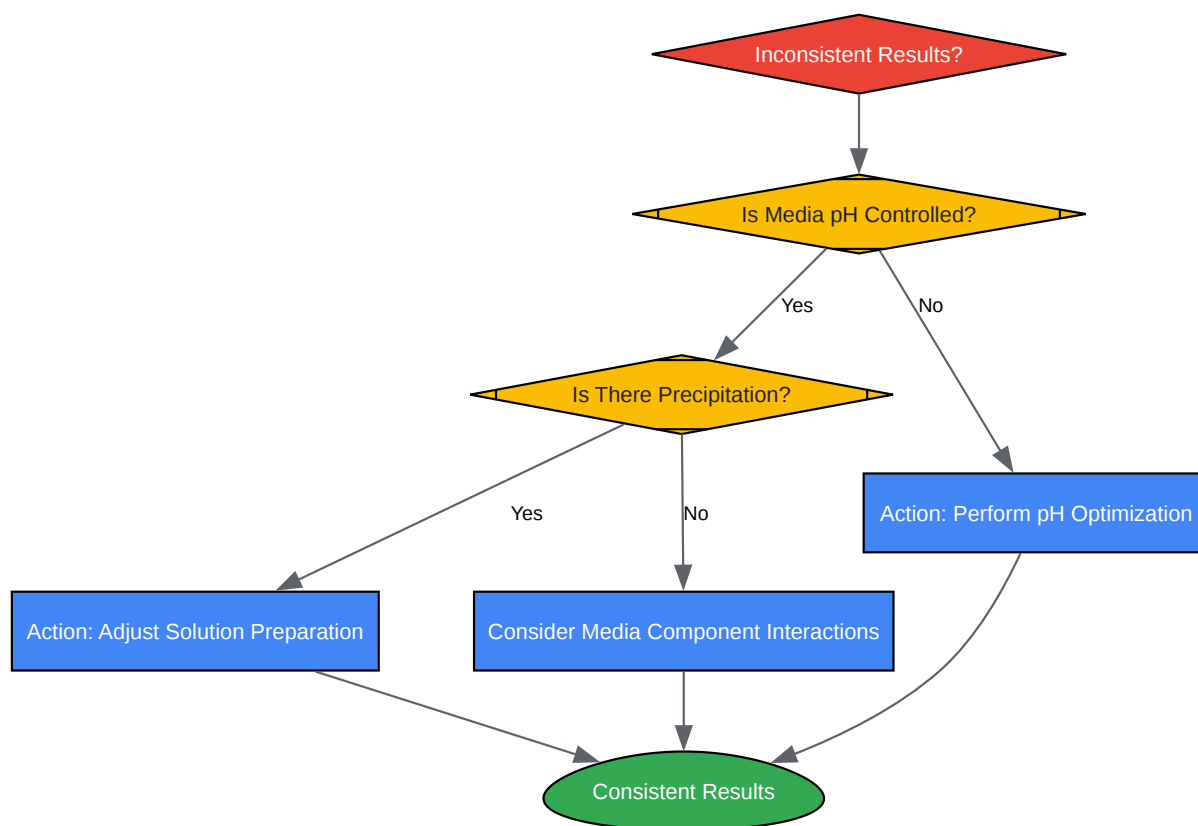 Inconsistent Results?
Is Media pH Controlled?
Yes
No
Is There Precipitation?
Yes
No
Action: Perform pH Optimization
Action: Adjust Solution Preparation
Consider Media Component Interactions
Consistent Results